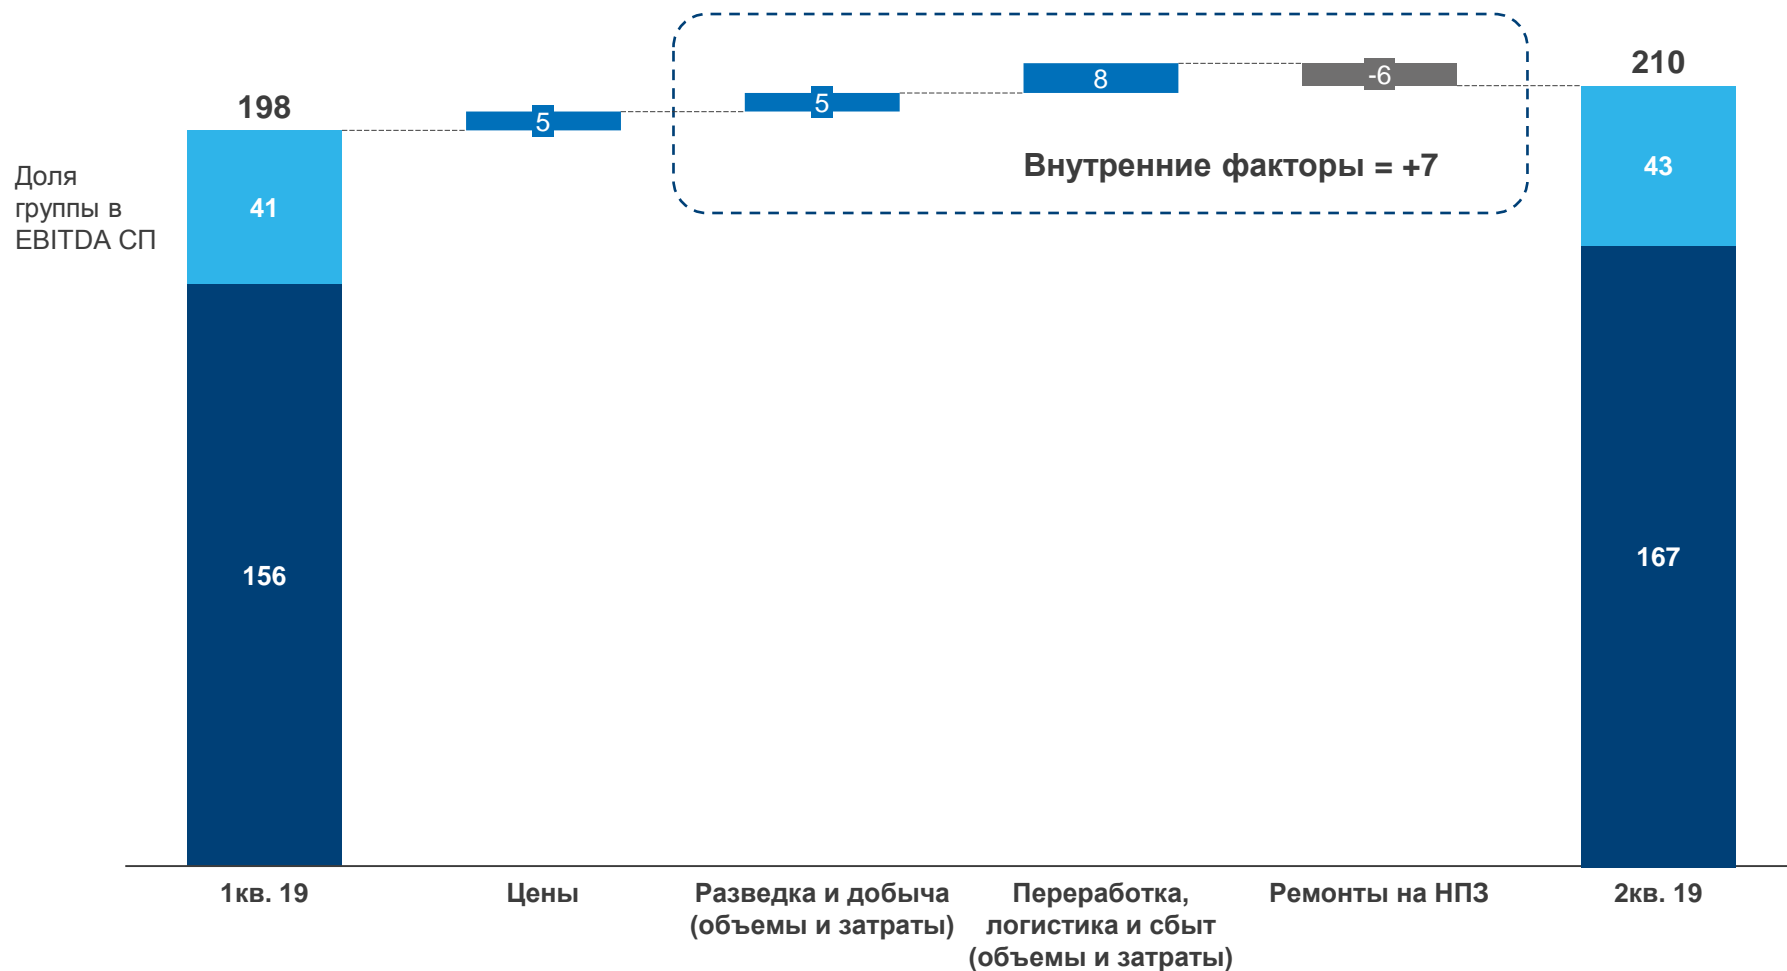 198
5
5
8
-6
210
Внутренние факторы = +7
Доля
группы в
EBITDA СП
41
43
156
167
1кв. 19
Цены
Разведка и добыча
(объемы и затраты)
Переработка,
логистика и сбыт
(объемы и затраты)
Ремонты на НПЗ
2кв. 19